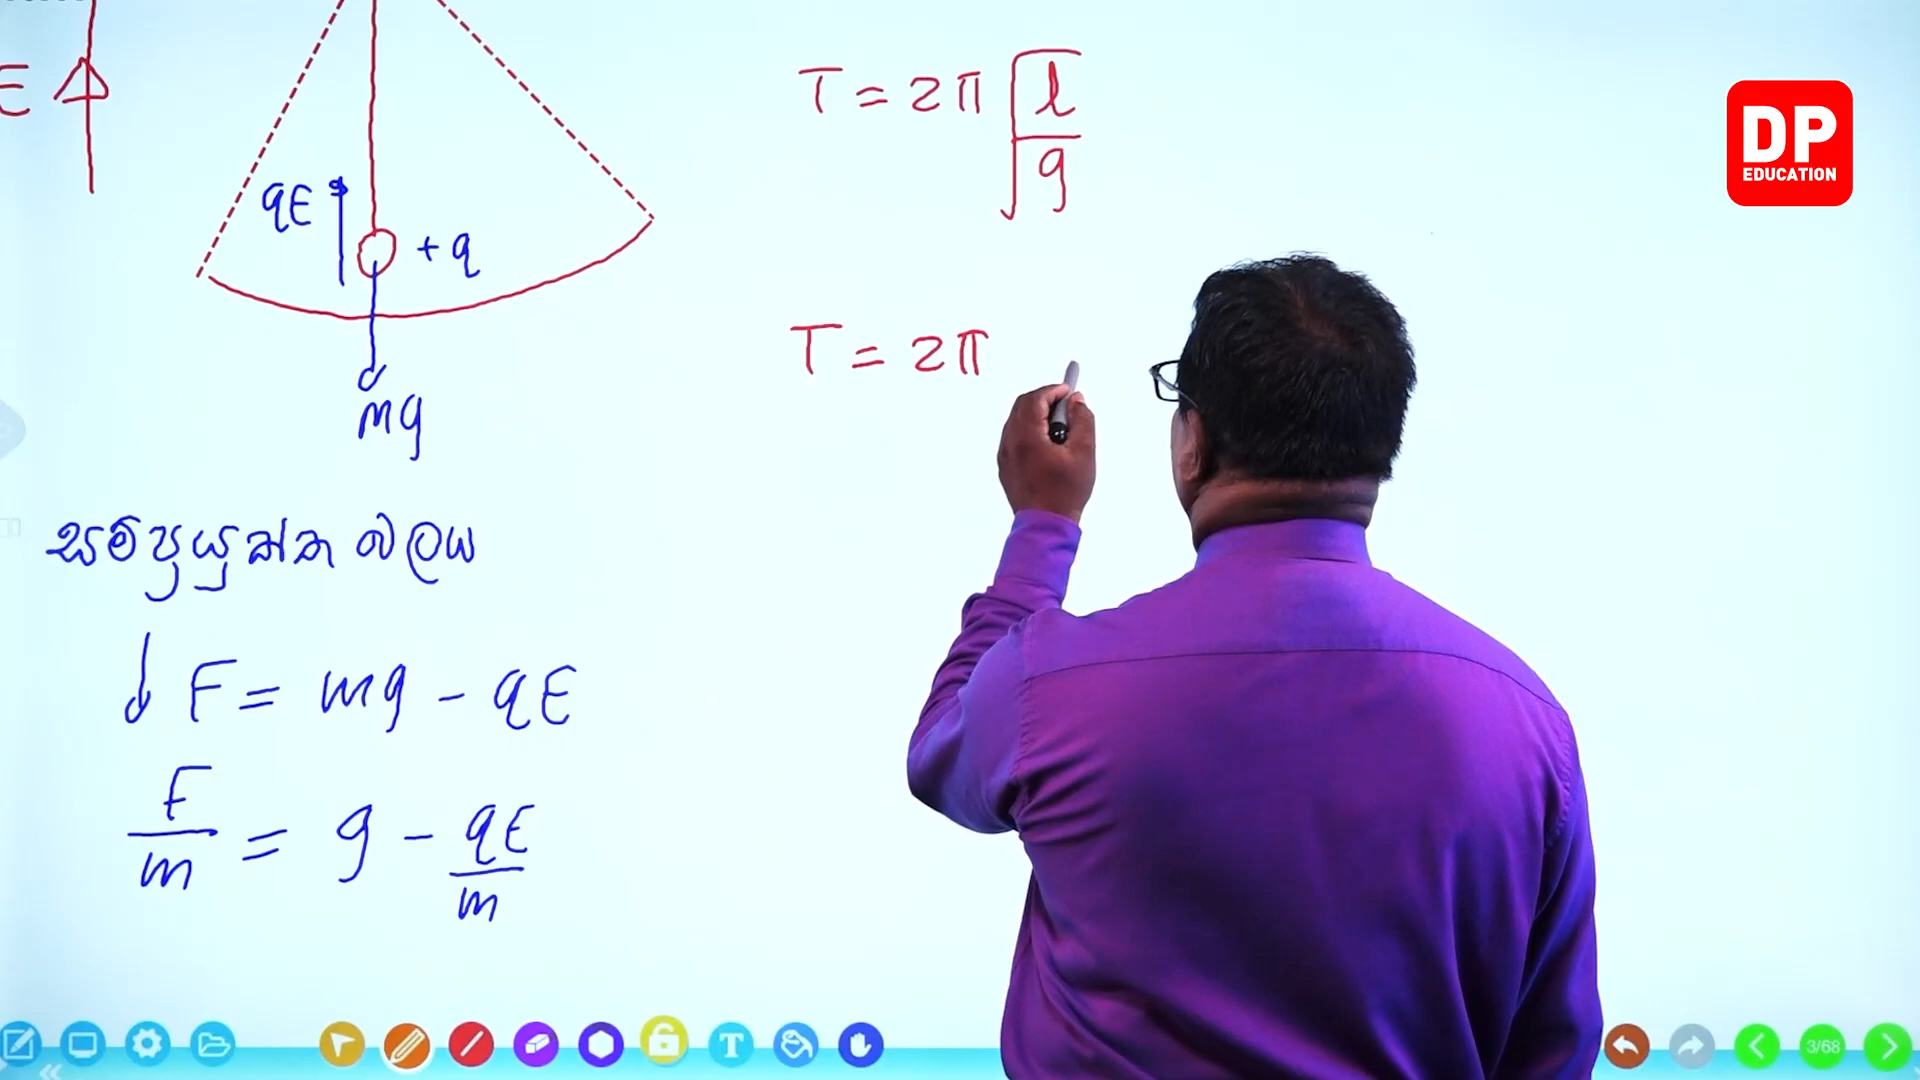 E
qE
+q
mg
සම්ප්‍රයුක්ත බලය
F = mg - qE
F/m = g - qE/m
T = 2π √(l/g)
T = 2π
DP
EDUCATION
T
3/68